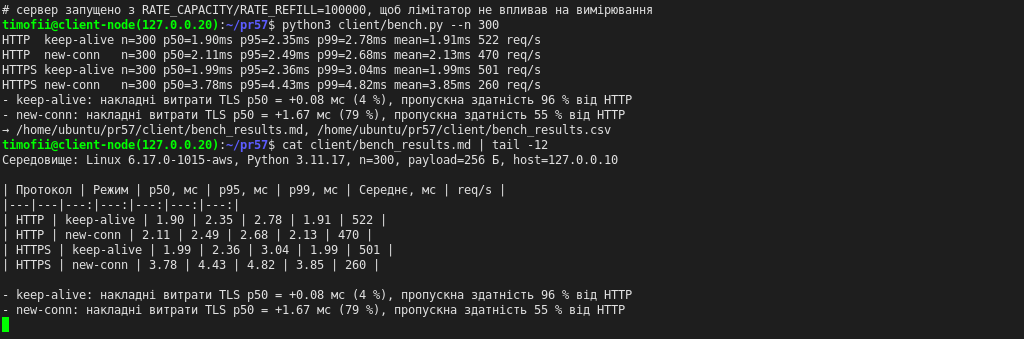 # сервер запущено з RATE_CAPACITY/RATE_REFILL=100000, щоб лімітатор не впливав на вимірювання
timofii@client-node(127.0.0.20):~/pr57$ python3 client/bench.py --n 300
HTTP  keep-alive n=300 p50=1.90ms p95=2.35ms p99=2.78ms mean=1.91ms 522 req/s
HTTP  new-conn   n=300 p50=2.11ms p95=2.49ms p99=2.68ms mean=2.13ms 470 req/s
HTTPS keep-alive n=300 p50=1.99ms p95=2.36ms p99=3.04ms mean=1.99ms 501 req/s
HTTPS new-conn   n=300 p50=3.78ms p95=4.43ms p99=4.82ms mean=3.85ms 260 req/s
- keep-alive: накладні витрати TLS p50 = +0.08 мс (4 %), пропускна здатність 96 % від HTTP
- new-conn: накладні витрати TLS p50 = +1.67 мс (79 %), пропускна здатність 55 % від HTTP
→ /home/ubuntu/pr57/client/bench_results.md, /home/ubuntu/pr57/client/bench_results.csv
timofii@client-node(127.0.0.20):~/pr57$ cat client/bench_results.md | tail -12
Середовище: Linux 6.17.0-1015-aws, Python 3.11.17, n=300, payload=256 Б, host=127.0.0.10

| Протокол | Режим | p50, мс | p95, мс | p99, мс | Середнє, мс | req/s |
|---|---|---:|---:|---:|---:|---:|
| HTTP | keep-alive | 1.90 | 2.35 | 2.78 | 1.91 | 522 |
| HTTP | new-conn | 2.11 | 2.49 | 2.68 | 2.13 | 470 |
| HTTPS | keep-alive | 1.99 | 2.36 | 3.04 | 1.99 | 501 |
| HTTPS | new-conn | 3.78 | 4.43 | 4.82 | 3.85 | 260 |

- keep-alive: накладні витрати TLS p50 = +0.08 мс (4 %), пропускна здатність 96 % від HTTP
- new-conn: накладні витрати TLS p50 = +1.67 мс (79 %), пропускна здатність 55 % від HTTP